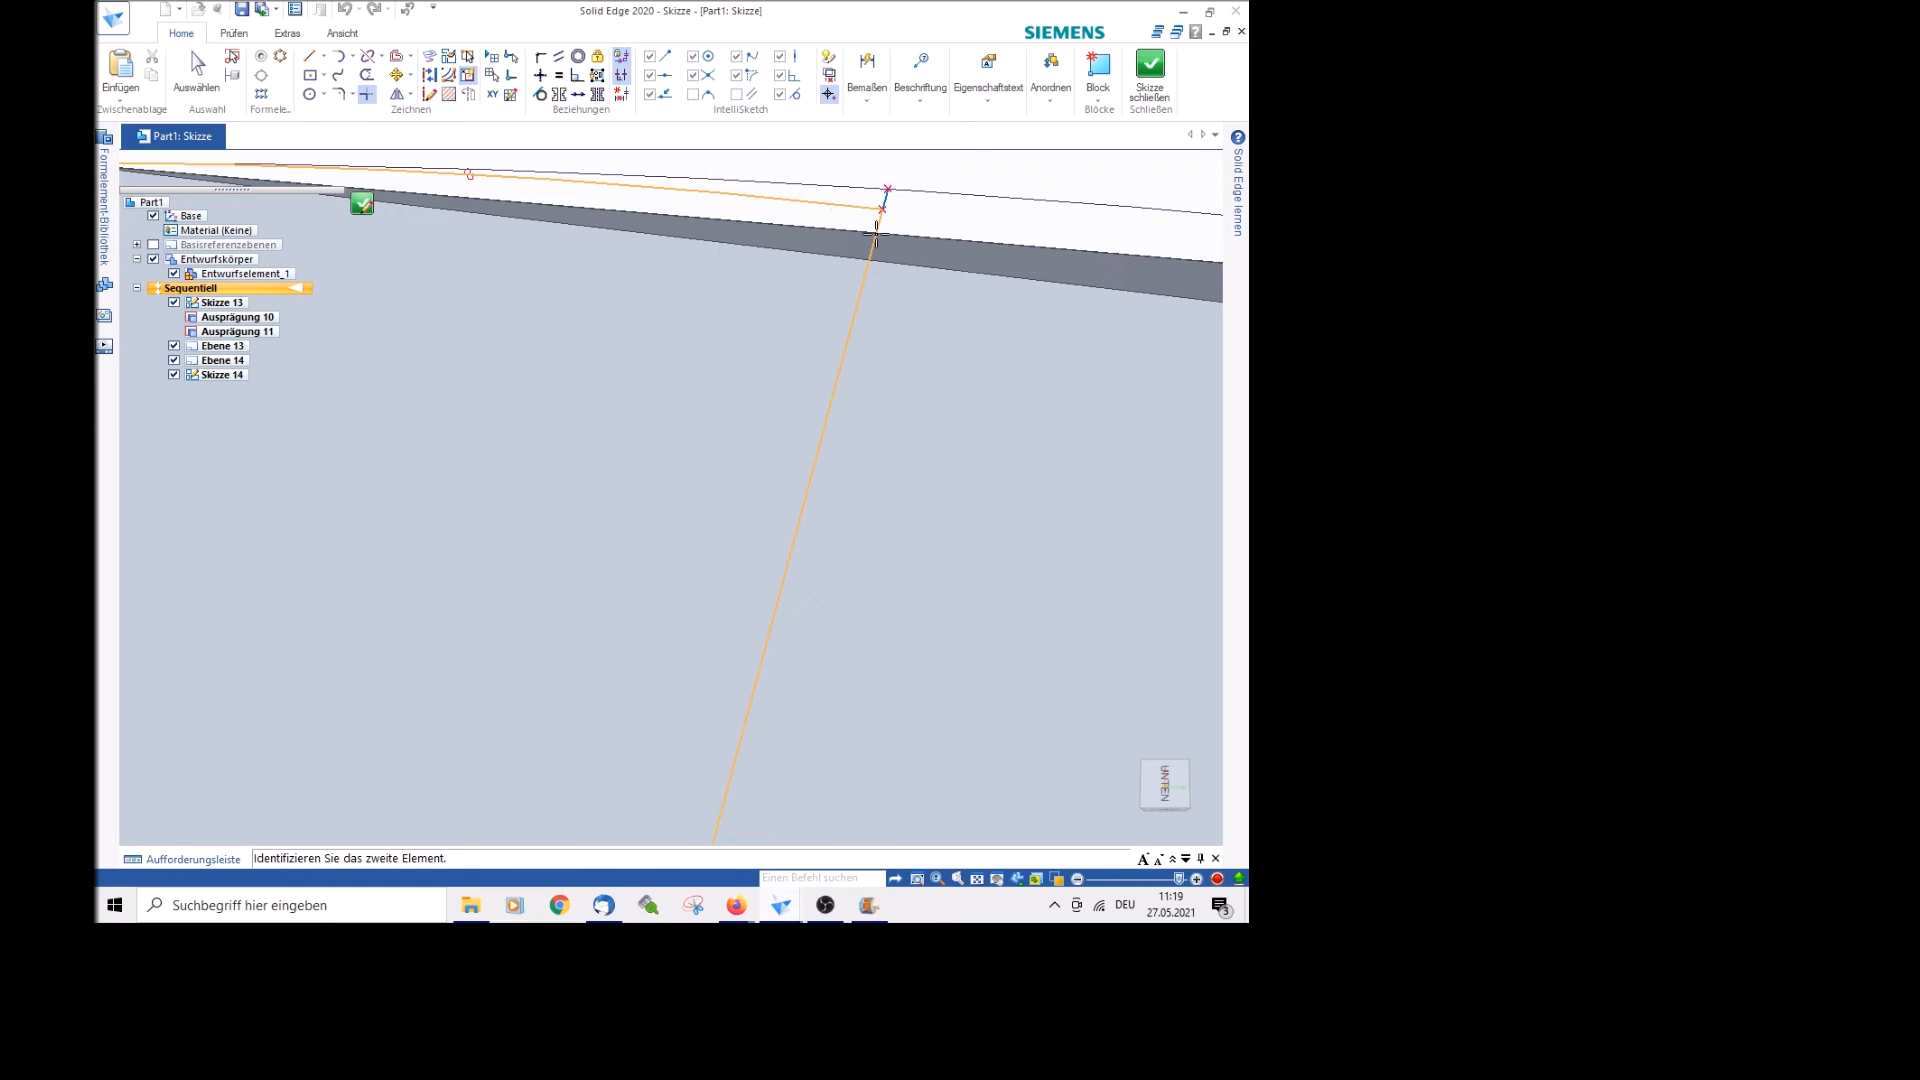 Solid Edge 2020 - Skizze - [Part1: Skizze]
Home
Prüfen
Extras
Ansicht
SIEMENS
Einfügen
Auswählen
XY
Bemaßen
Beschriftung
Eigenschaftstext
Anordnen
Block
Skizze
schließen
Zwischenablage
Auswahl
Formele...
Zeichnen
Beziehungen
IntelliSketch
Blöcke
Schließen
Part1: Skizze
Formelement-Bibliothek
Solid Edge lernen
Part1
Base
Material (Keine)
Basisreferenzebenen
Entwurfskörper
Entwurfselement_1
Sequentiell
Skizze 13
Ausprägung 10
Ausprägung 11
Ebene 13
Ebene 14
Skizze 14
UNTEN
Aufforderungsleiste
Identifizieren Sie das zweite Element.
Einen Befehl suchen
Suchbegriff hier eingeben
DEU
11:19
27.05.2021
3